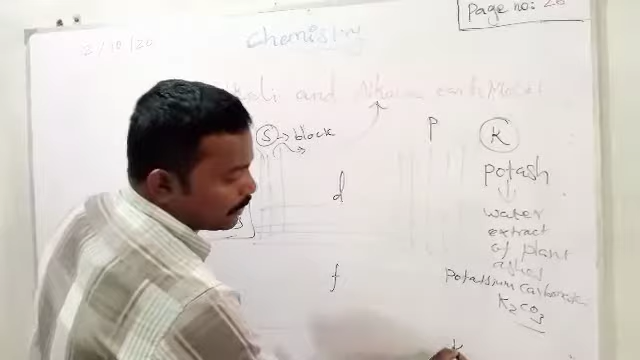 Page no: 26
2/10/20
Chemistry
Alkali and Alkaline earth Metal
S → block
P
K
d
potash
water
extract
of plant
ashes
f
Potassium carbonate
K2CO3